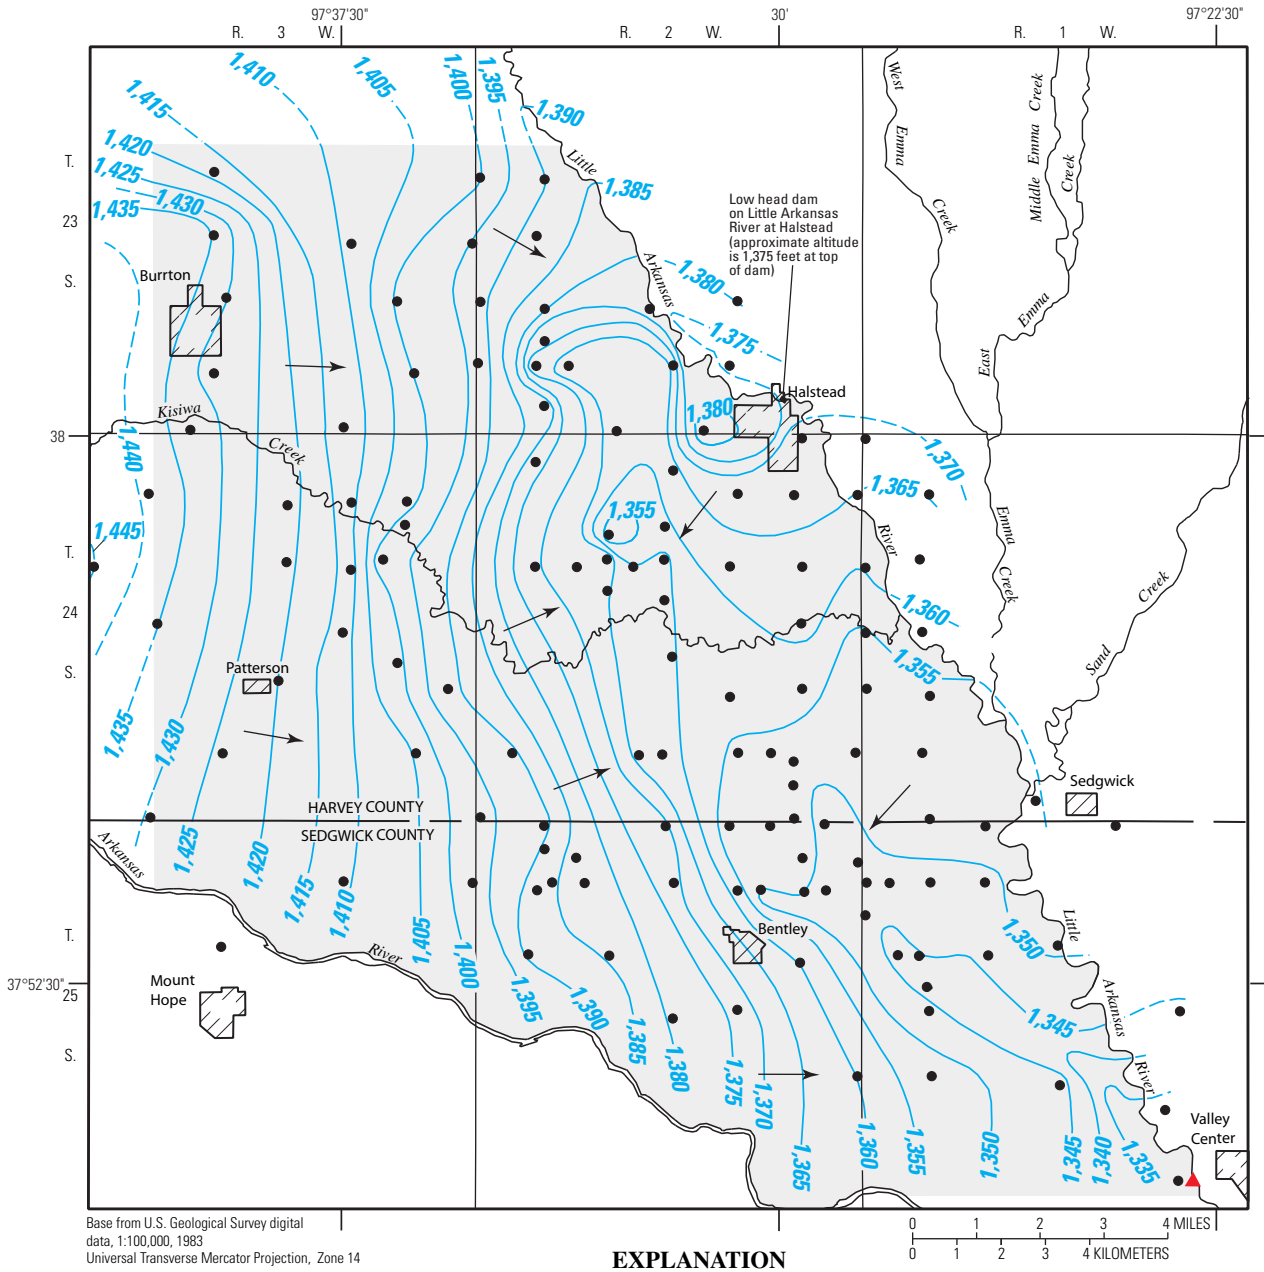 97°37'30"
30'
97°22'30"
R. 3 W.
R. 2 W.
R. 1 W.
1,410
1,405
1,400
1,395
1,390
1,415
1,420
1,425
1,430
1,435
West
Emma
Creek
Middle Emma Creek
Creek
T.
23
S.
Little
1,385
Low head dam
on Little Arkansas
River at Halstead
(approximate altitude
is 1,375 feet at top
of dam)
Burrton
Arkansas
1,380
1,375
Emma
East
Halstead
1,380
Kisiwa
Creek
38
1,440
1,370
1,365
1,445
1,355
River
Emma
Creek
T.
24
S.
1,360
Creek
Sand
Patterson
1,355
1,435
1,430
Sedgwick
HARVEY COUNTY
SEDGWICK COUNTY
Arkansas
1,425
1,420
1,415
1,410
1,405
1,400
River
Bentley
Little
1,350
T.
25
S.
37°52'30"
Mount
Hope
1,395
1,390
1,385
1,380
1,375
1,370
1,365
1,345
Arkansas
River
1,360
1,355
1,350
1,345
1,340
1,335
Valley
Center
Base from U.S. Geological Survey digital
data, 1:100,000, 1983
Universal Transverse Mercator Projection, Zone 14
0 1 2 3 4 MILES
0 1 2 3 4 KILOMETERS
EXPLANATION